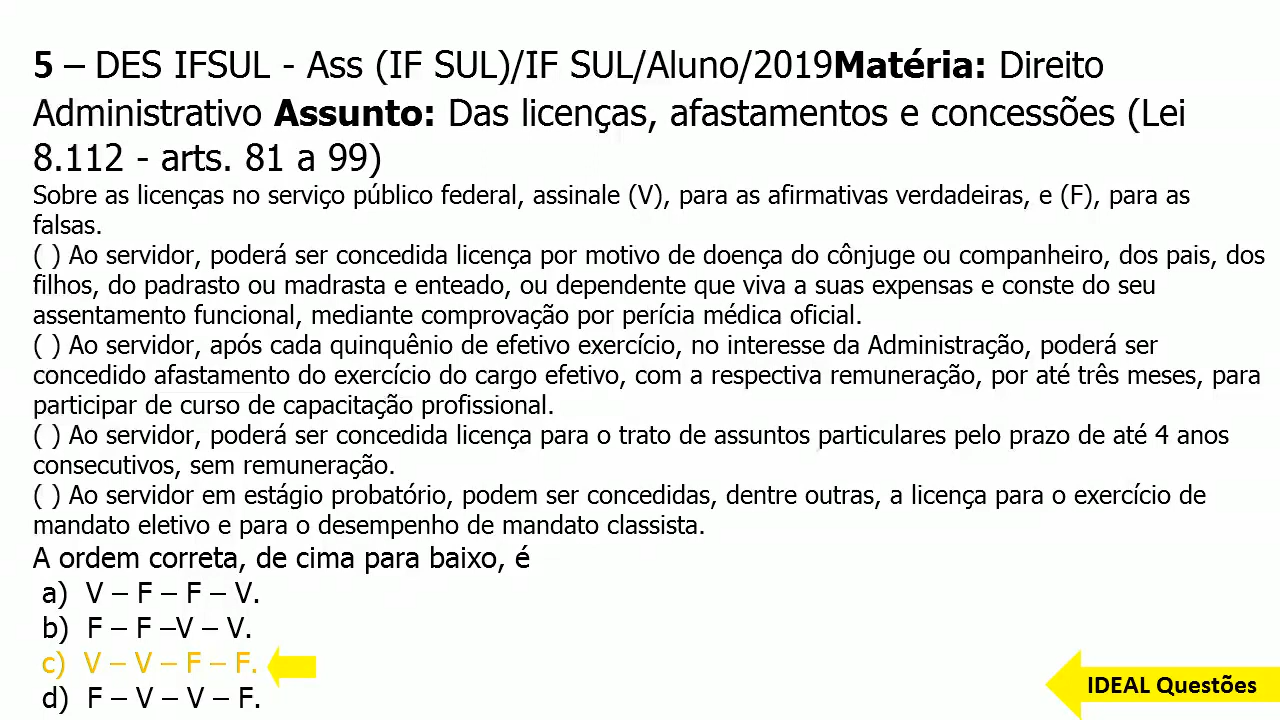 5 – DES IFSUL - Ass (IF SUL)/IF SUL/Aluno/2019Matéria: Direito
Administrativo Assunto: Das licenças, afastamentos e concessões (Lei
8.112 - arts. 81 a 99)
Sobre as licenças no serviço público federal, assinale (V), para as afirmativas verdadeiras, e (F), para as
falsas.
( ) Ao servidor, poderá ser concedida licença por motivo de doença do cônjuge ou companheiro, dos pais, dos
filhos, do padrasto ou madrasta e enteado, ou dependente que viva a suas expensas e conste do seu
assentamento funcional, mediante comprovação por perícia médica oficial.
( ) Ao servidor, após cada quinquênio de efetivo exercício, no interesse da Administração, poderá ser
concedido afastamento do exercício do cargo efetivo, com a respectiva remuneração, por até três meses, para
participar de curso de capacitação profissional.
( ) Ao servidor, poderá ser concedida licença para o trato de assuntos particulares pelo prazo de até 4 anos
consecutivos, sem remuneração.
( ) Ao servidor em estágio probatório, podem ser concedidas, dentre outras, a licença para o exercício de
mandato eletivo e para o desempenho de mandato classista.
A ordem correta, de cima para baixo, é
a) V – F – F – V.
b) F – F –V – V.
c) V – V – F – F.
d) F – V – V – F.
IDEAL Questões